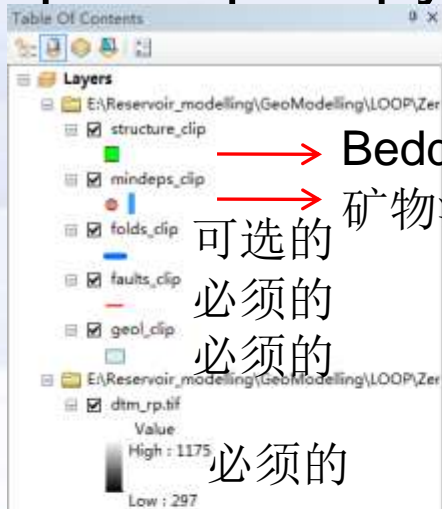 Table Of Contents
Layers
E:\Reservoir_modelling\GeoModelling\LOOP\Zer
structure_clip
Bedd
mindeps_clip
矿物
folds_clip
可选的
faults_clip
必须的
geol_clip
必须的
E:\Reservoir_modelling\GeoModelling\LOOP\Zer
dtm_rp.tif
Value
High : 1175
必须的
Low : 297